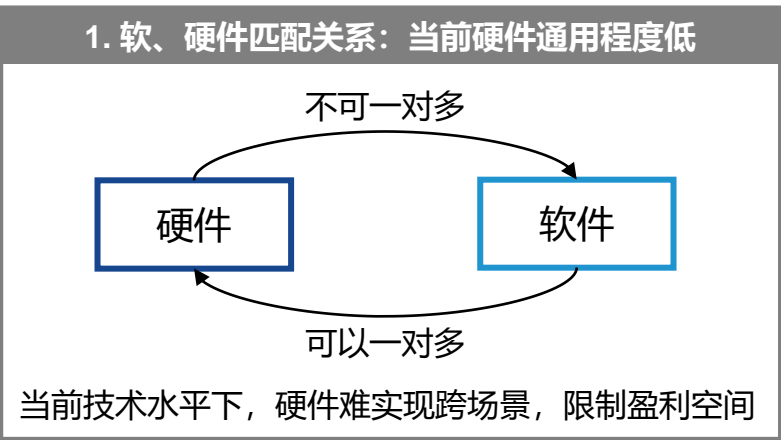 1. 软、硬件匹配关系：当前硬件通用程度低
不可一对多
硬件
软件
可以一对多
当前技术水平下，硬件难实现跨场景，限制盈利空间